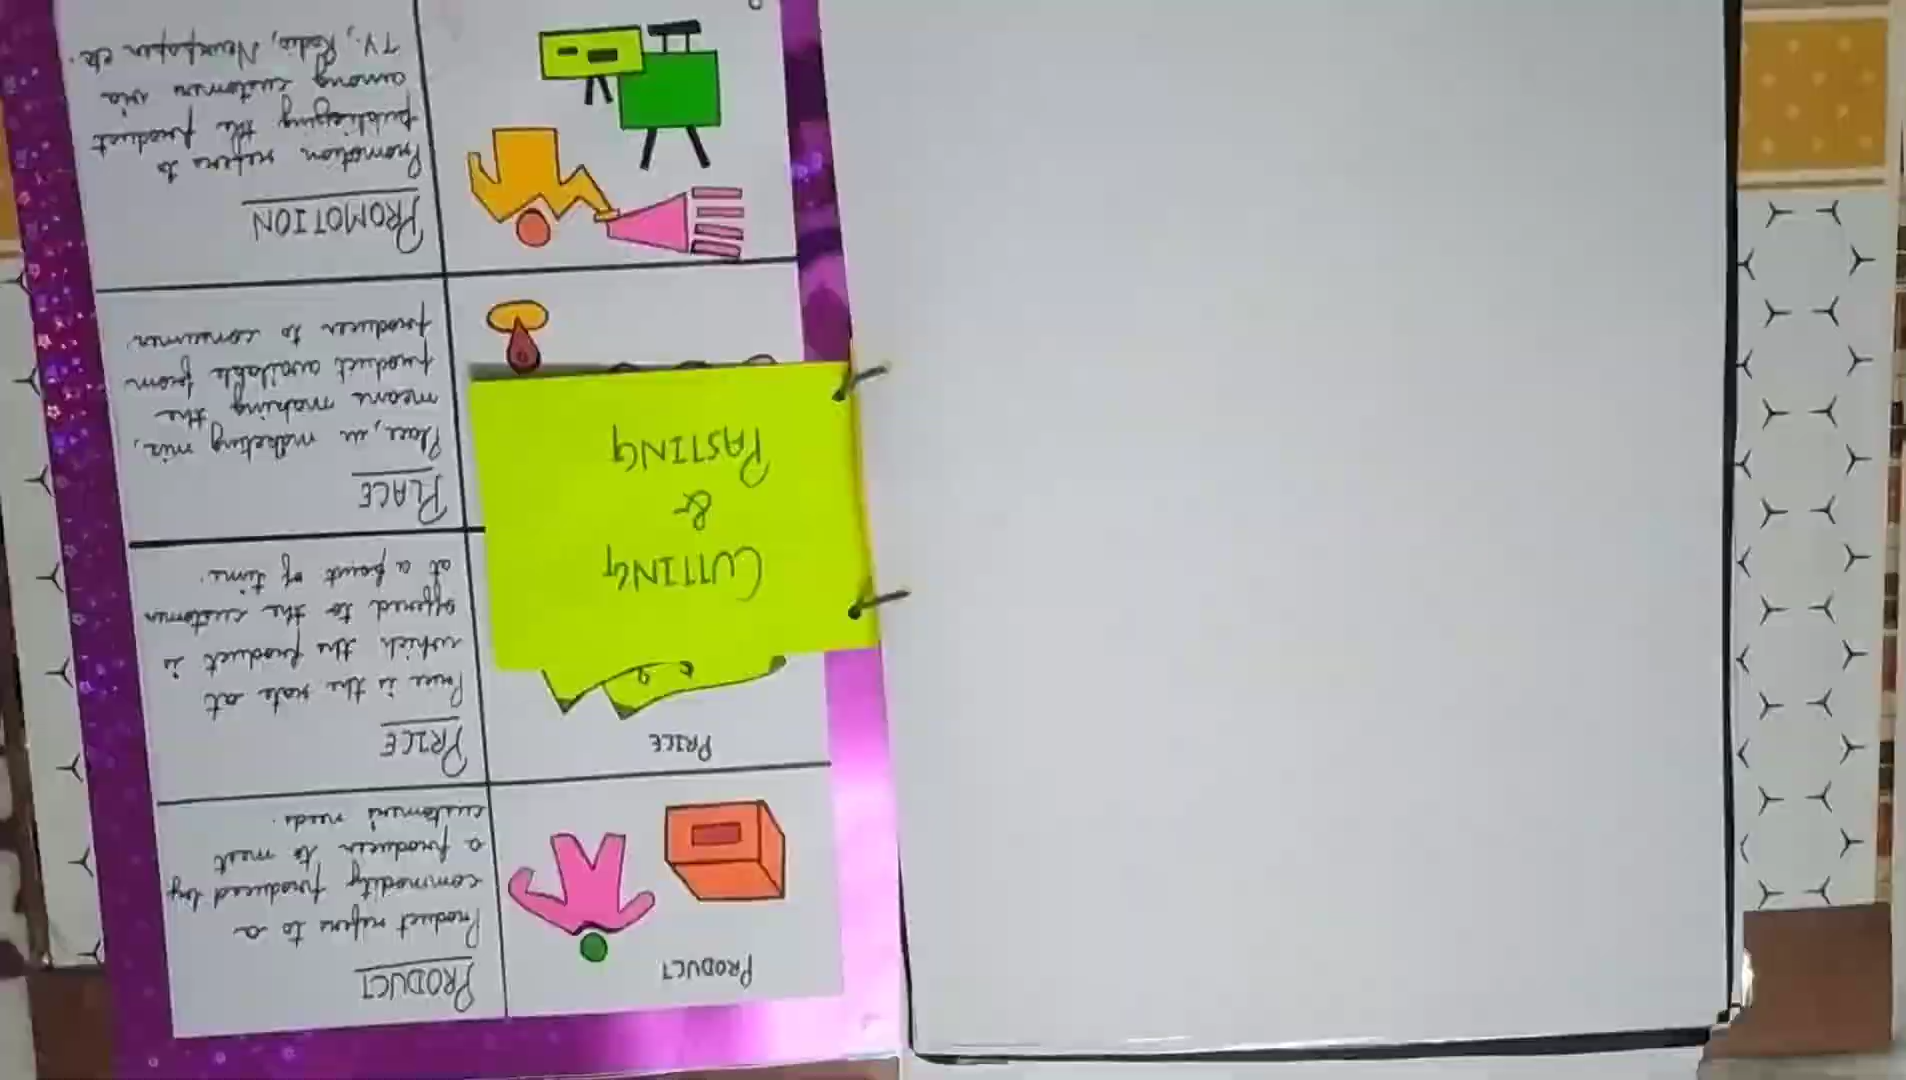 PRODUCT
Product refers to a
commodity produced by
a producer to meet
customers needs.
PRODUCT
PRICE
Price is the rate at
which the product is
offered to the customer
at a point of time.
PRICE
CUTTING
&
PASTING
PLACE
Place, in marketing mix,
means making the
product available from
producer to consumer.
PROMOTION
Promotion refers to
publicizing the product
among customer via
T.V., Radio, Newspaper etc.